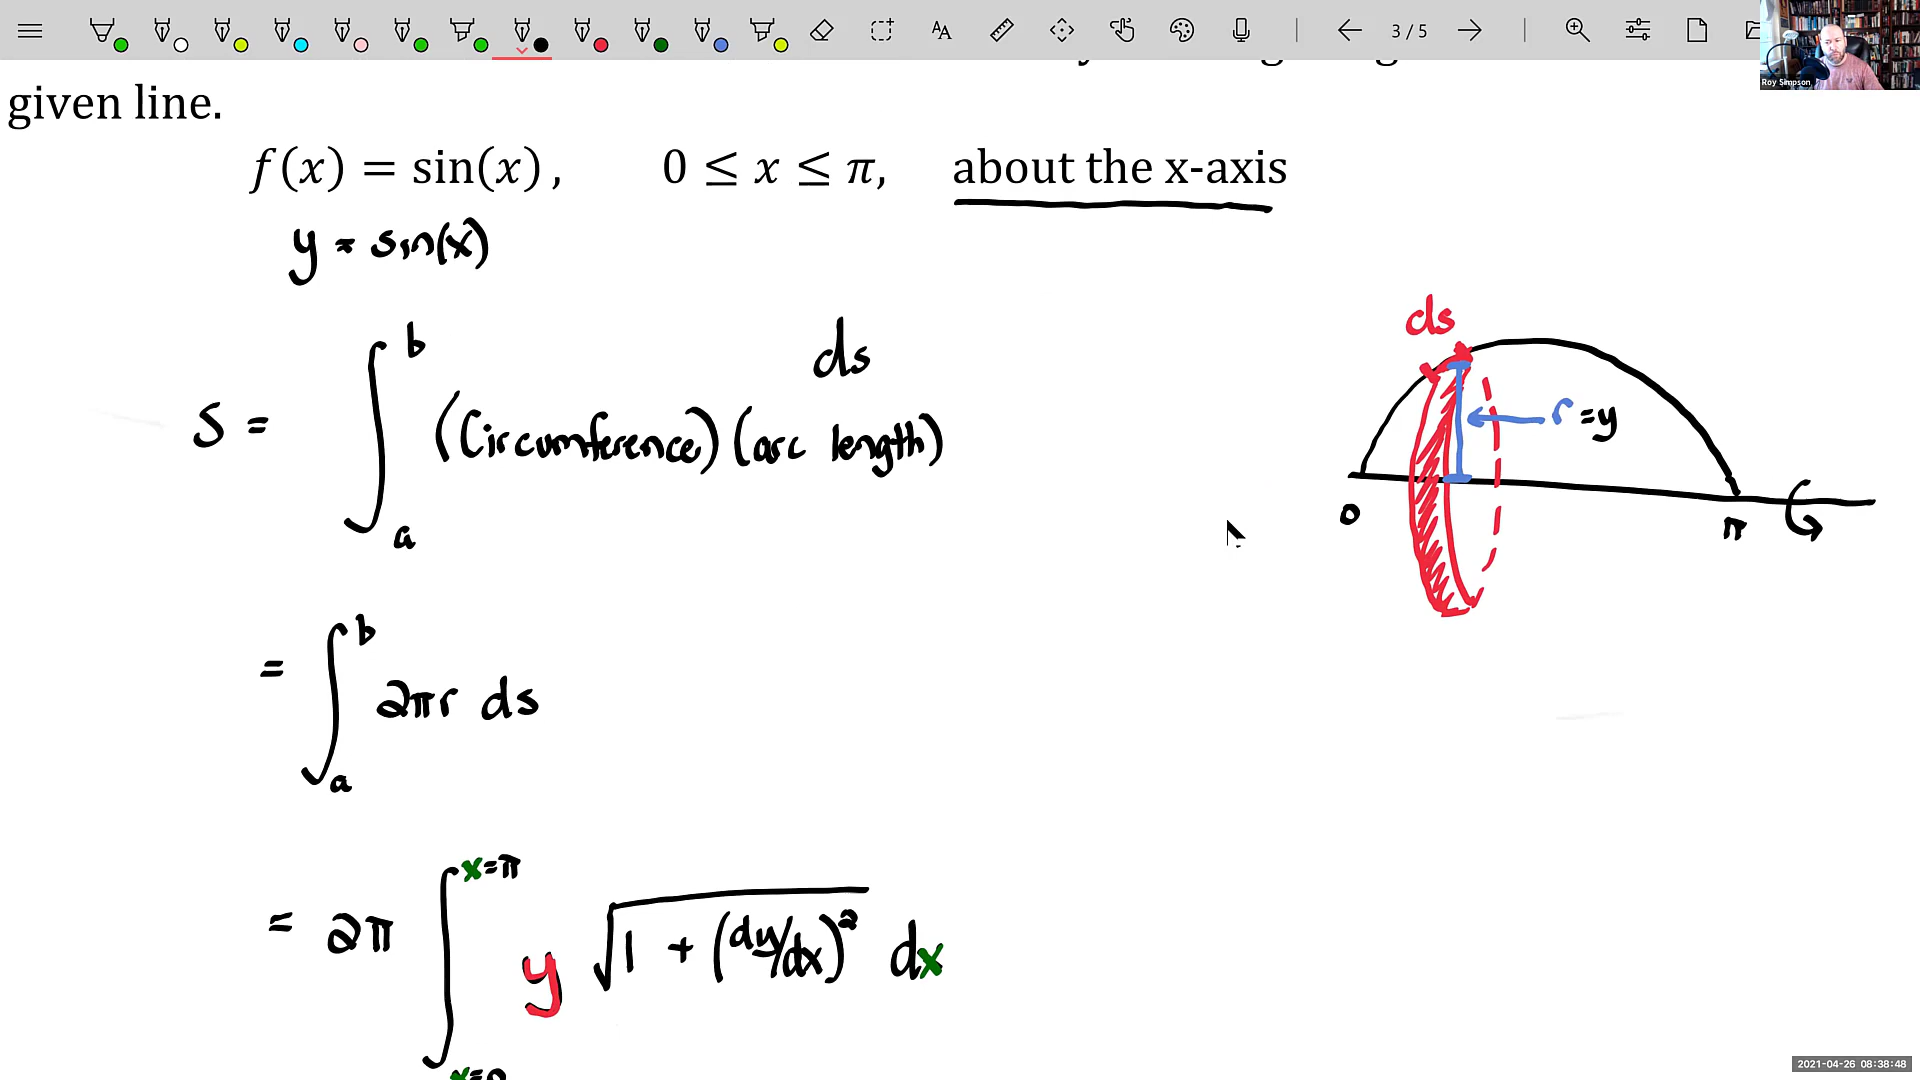 3 / 5
Roy Simpson
given line.
f(x) = sin(x), 0 ≤ x ≤ π, about the x-axis
y = sin(x)
ds
S = ∫ₐᵇ (Circumference)(arc length)
ds
r = y
0 π
= ∫ₐᵇ 2πr ds
x=π
= 2π ∫ y √(1 + (dy/dx)²) dx
x=0
2021-04-26 08:38:48